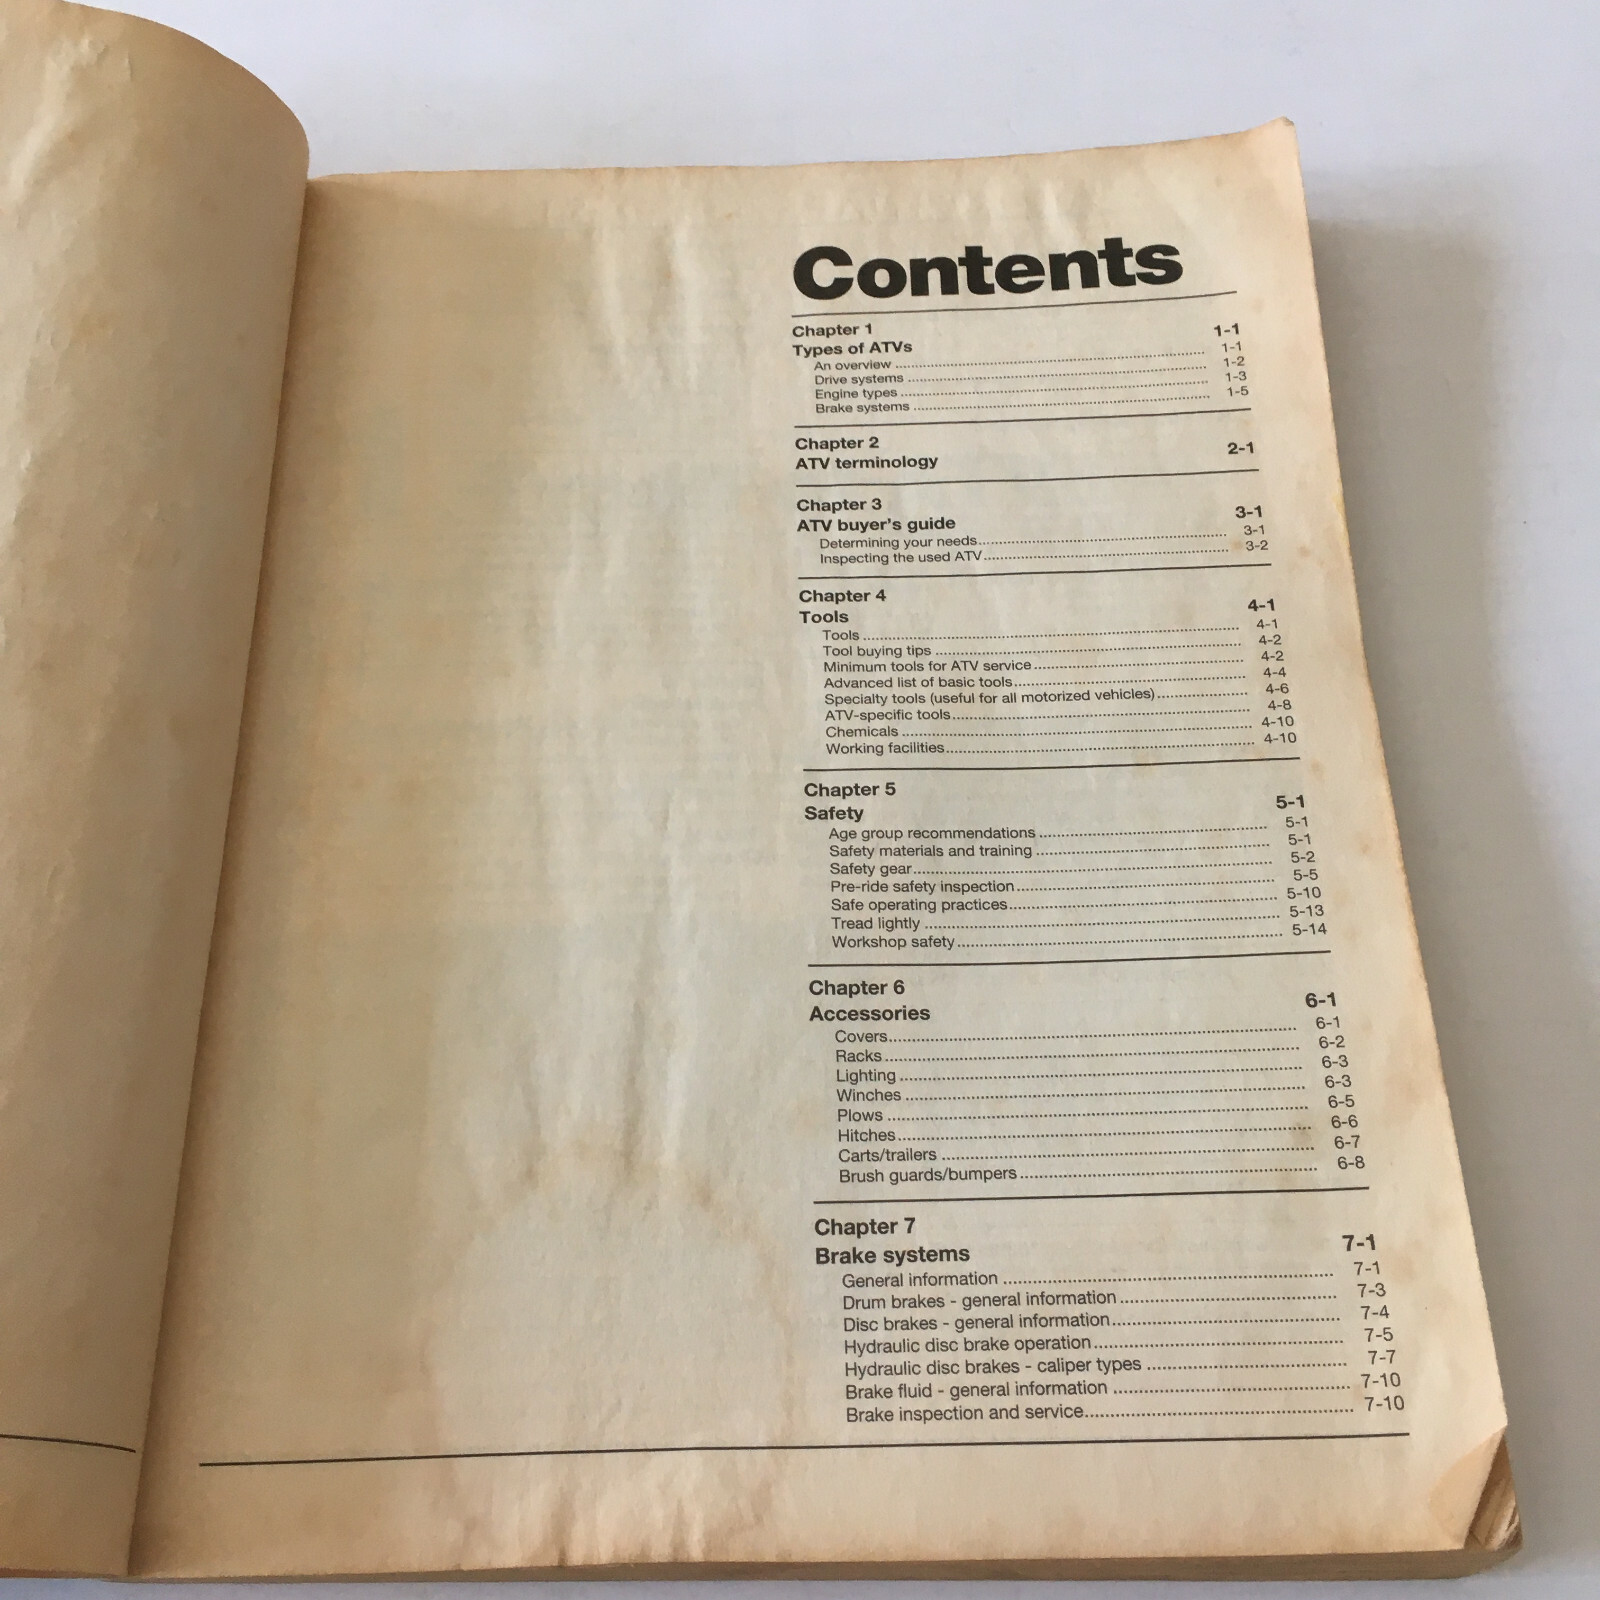 Contents
Chapter 1
Types of ATVs 1-1
An overview ........ 1-1
Drive systems ........ 1-2
Engine types ........ 1-3
Brake systems ........ 1-5
Chapter 2
ATV terminology 2-1
Chapter 3
ATV buyer's guide 3-1
Determining your needs ........ 3-1
Inspecting the used ATV ........ 3-2
Chapter 4
Tools 4-1
Tools ........ 4-1
Tool buying tips ........ 4-2
Minimum tools for ATV service ........ 4-2
Advanced list of basic tools ........ 4-4
Specialty tools (useful for all motorized vehicles) ........ 4-6
ATV-specific tools ........ 4-8
Chemicals ........ 4-10
Working facilities ........ 4-10
Chapter 5
Safety 5-1
Age group recommendations ........ 5-1
Safety materials and training ........ 5-1
Safety gear ........ 5-2
Pre-ride safety inspection ........ 5-5
Safe operating practices ........ 5-10
Tread lightly ........ 5-13
Workshop safety ........ 5-14
Chapter 6
Accessories 6-1
Covers ........ 6-1
Racks ........ 6-2
Lighting ........ 6-3
Winches ........ 6-3
Plows ........ 6-5
Hitches ........ 6-6
Carts/trailers ........ 6-7
Brush guards/bumpers ........ 6-8
Chapter 7
Brake systems 7-1
General information ........ 7-1
Drum brakes - general information ........ 7-3
Disc brakes - general information ........ 7-4
Hydraulic disc brake operation ........ 7-5
Hydraulic disc brakes - caliper types ........ 7-7
Brake fluid - general information ........ 7-10
Brake inspection and service ........ 7-10